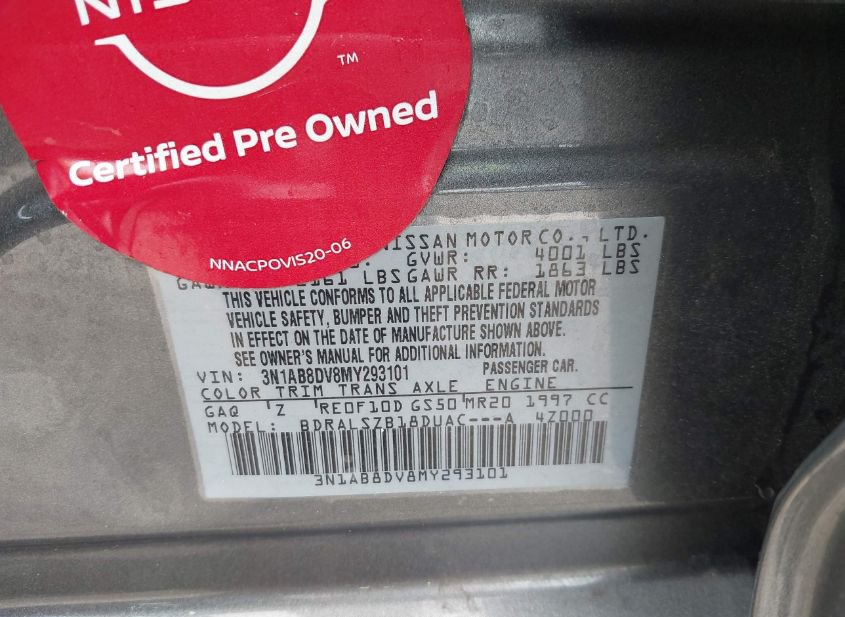 ™
Certified Pre Owned
NNACPOVIS20-06
NISSAN MOTOR CO., LTD.
GVWR: 4001 LBS
LBS GAWR RR: 1863 LBS
THIS VEHICLE CONFORMS TO ALL APPLICABLE FEDERAL MOTOR
VEHICLE SAFETY, BUMPER AND THEFT PREVENTION STANDARDS
IN EFFECT ON THE DATE OF MANUFACTURE SHOWN ABOVE.
SEE OWNER'S MANUAL FOR ADDITIONAL INFORMATION.
VIN: 3N1AB8DV8MY293101 PASSENGER CAR.
COLOR TRIM TRANS AXLE ENGINE
GAQ Z RE0F10D GS50 MR20 1997 CC
MODEL: BDRALSZB18DUAC---A 4Z000
3N1AB8DV8MY293101